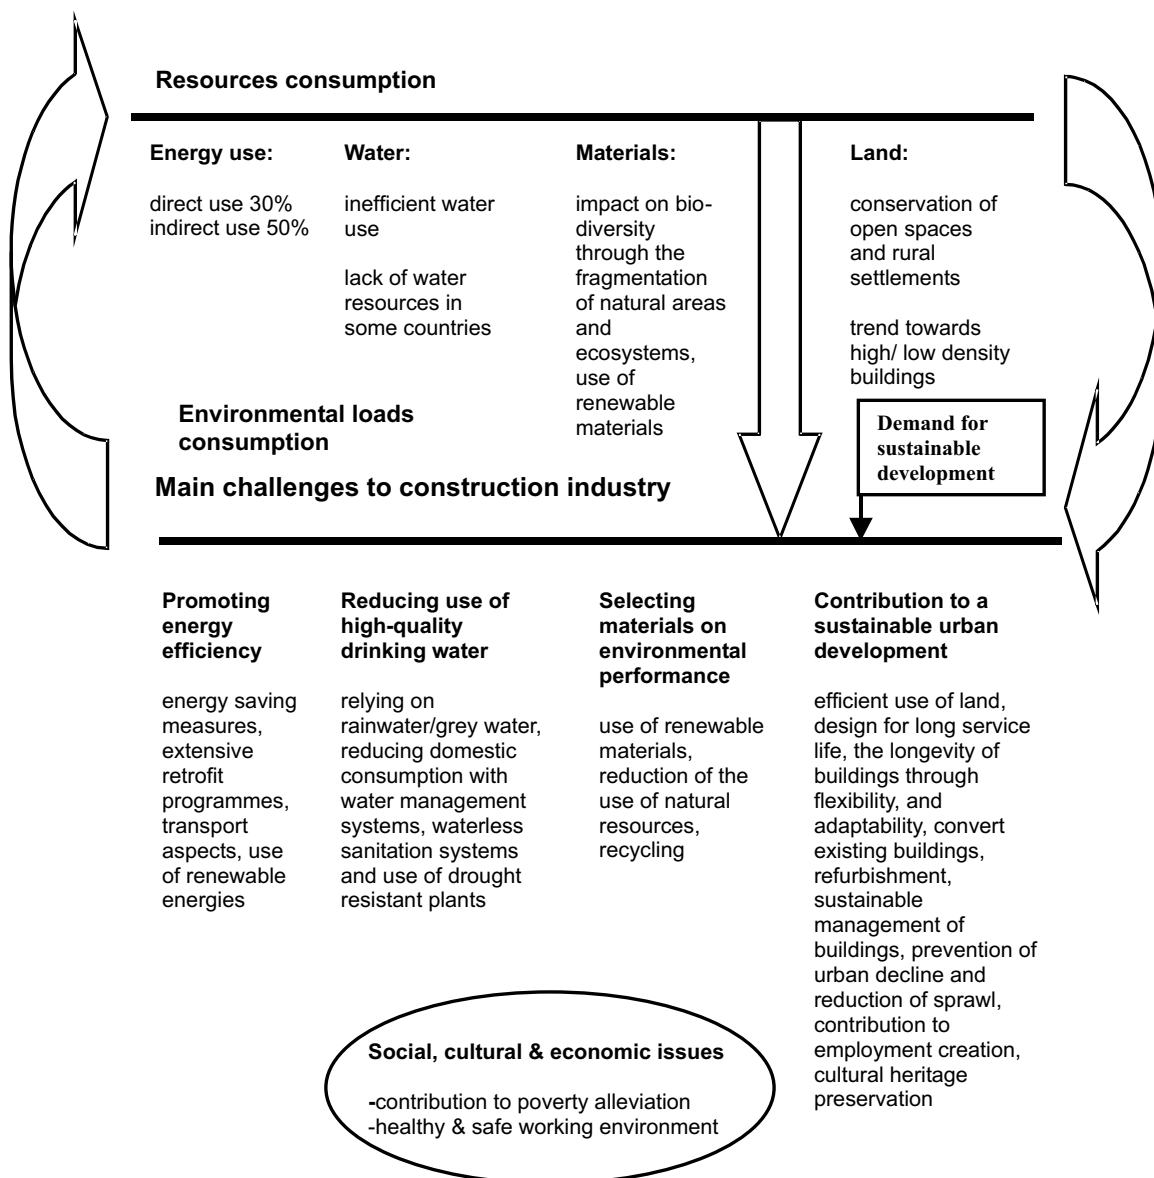 Resources consumption
Energy use:
direct use 30%
indirect use 50%
Water:
inefficient water
use
lack of water
resources in
some countries
Materials:
impact on bio-
diversity
through the
fragmentation
of natural areas
and
ecosystems,
use of
renewable
materials
Land:
conservation of
open spaces
and rural
settlements
trend towards
high/ low density
buildings
Environmental loads
consumption
Demand for
sustainable
development
Main challenges to construction industry
Promoting
energy
efficiency
energy saving
measures,
extensive
retrofit
programmes,
transport
aspects, use
of renewable
energies
Reducing use of
high-quality
drinking water
relying on
rainwater/grey water,
reducing domestic
consumption with
water management
systems, waterless
sanitation systems
and use of drought
resistant plants
Selecting
materials on
environmental
performance
use of renewable
materials,
reduction of the
use of natural
resources,
recycling
Contribution to a
sustainable urban
development
efficient use of land,
design for long service
life, the longevity of
buildings through
flexibility, and
adaptability, convert
existing buildings,
refurbishment,
sustainable
management of
buildings, prevention of
urban decline and
reduction of sprawl,
contribution to
employment creation,
cultural heritage
preservation
Social, cultural & economic issues
-contribution to poverty alleviation
-healthy & safe working environment